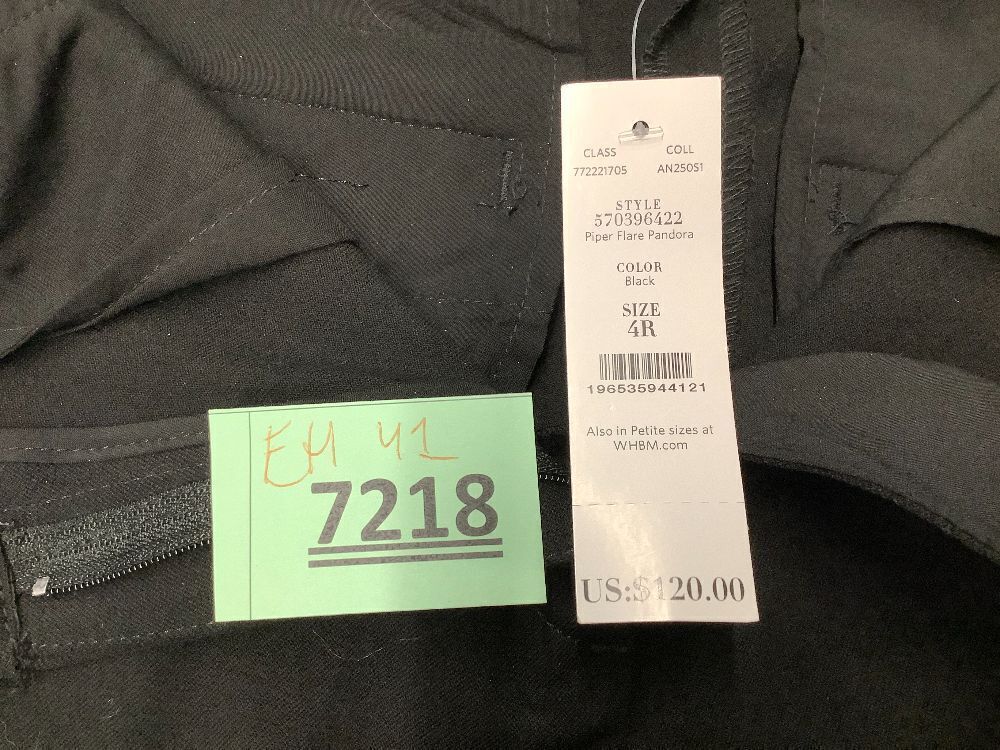 CLASS COLL
772221705 AN250S1
STYLE
570396422
Piper Flare Pandora
COLOR
Black
SIZE
4R
196535944121
Also in Petite sizes at
WHBM.com
US:$120.00
EH 41
7218